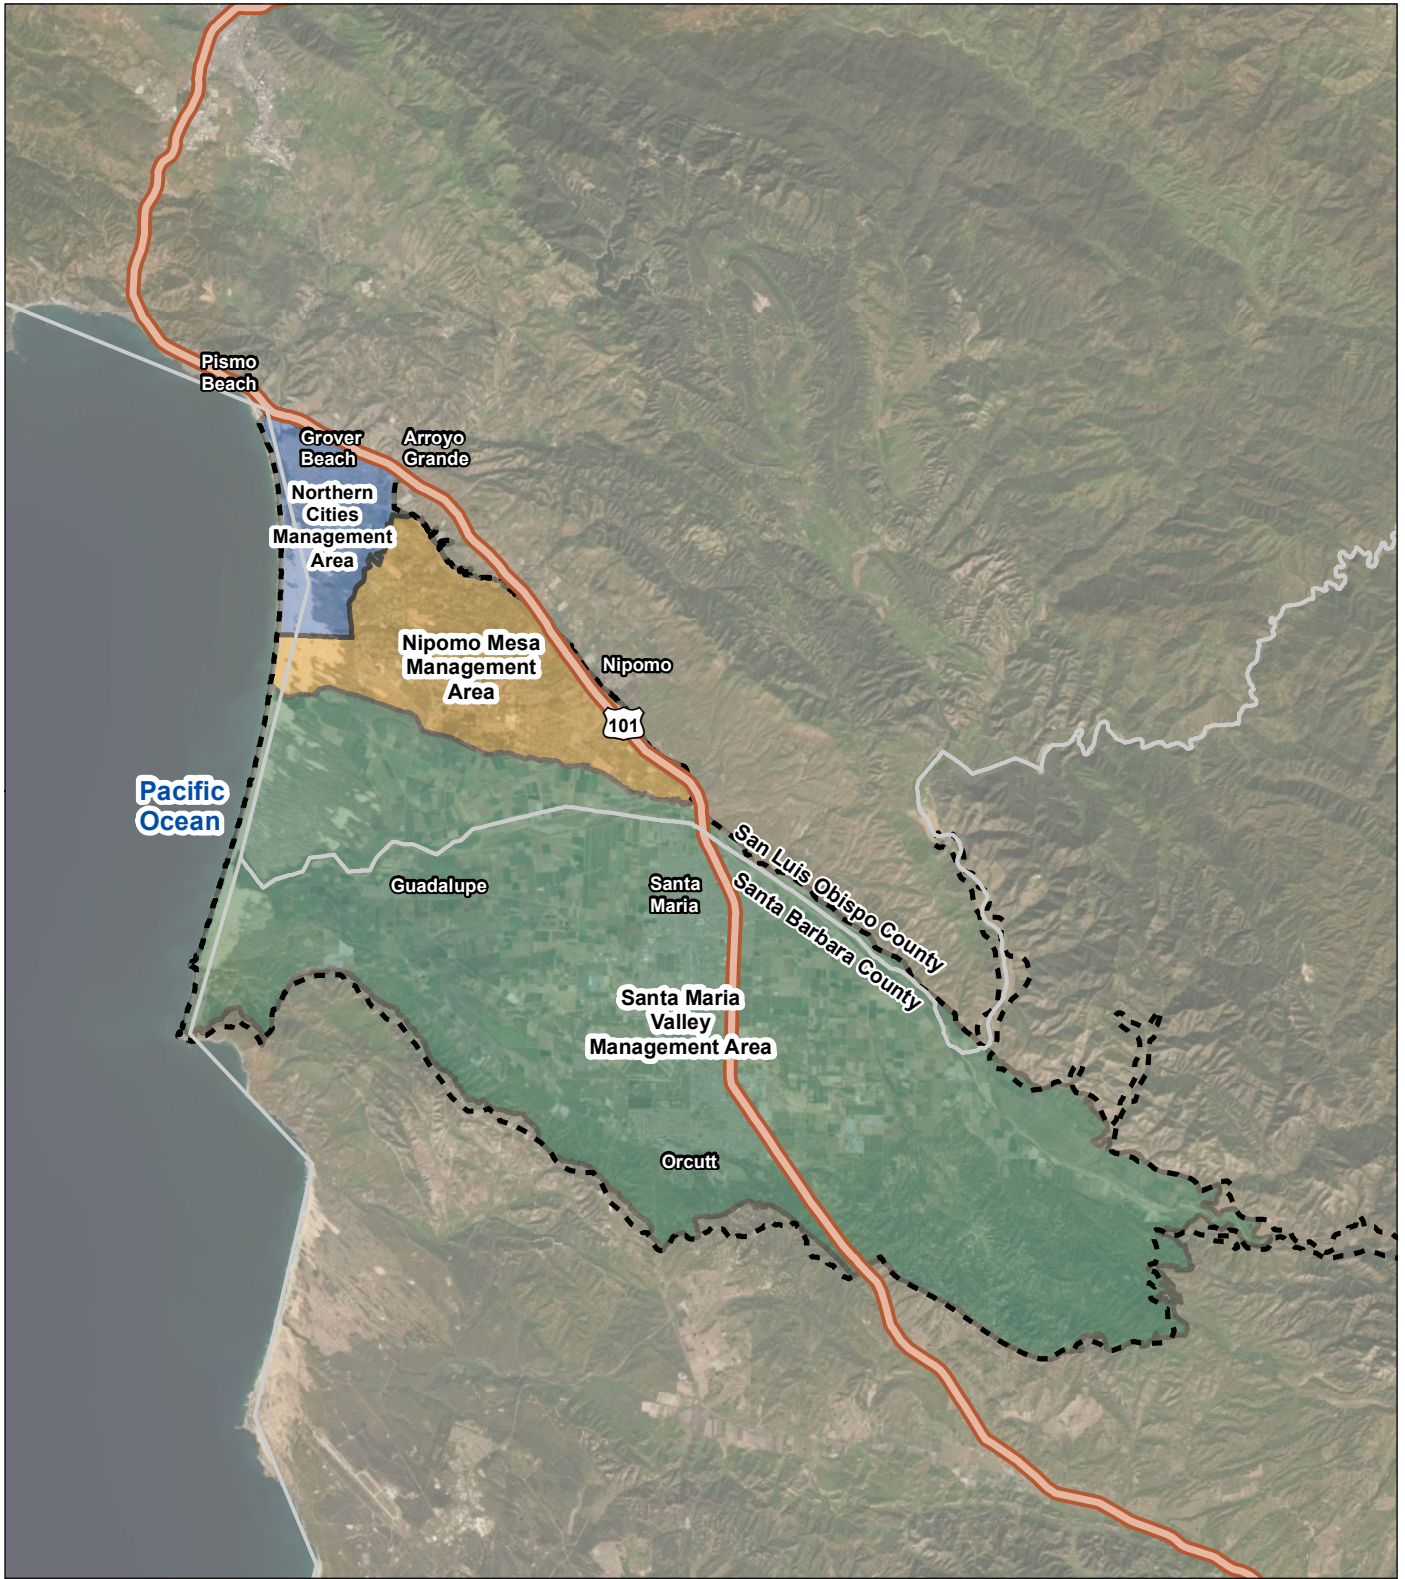 Pismo
Beach
Grover
Beach
Arroyo
Grande
Northern
Cities
Management
Area
Nipomo Mesa
Management
Area
Nipomo
101
Pacific
Ocean
San Luis Obispo County
Santa Barbara County
Guadalupe
Santa
Maria
Santa Maria
Valley
Management Area
Orcutt